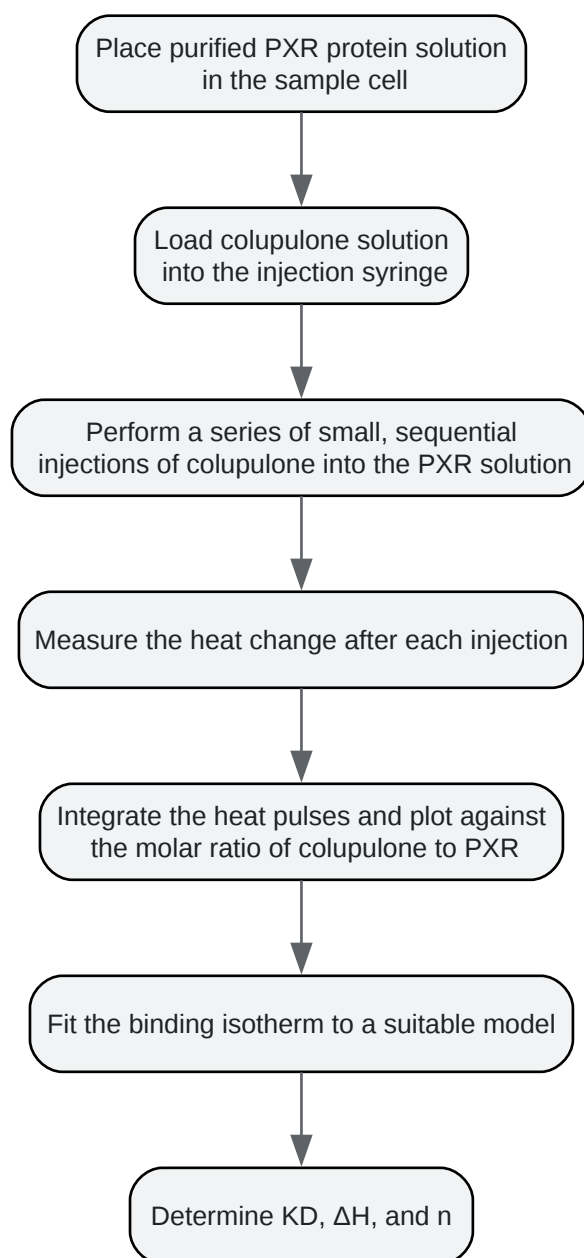 Place purified PXR protein solution
in the sample cell
Load colupulone solution
into the injection syringe
Perform a series of small, sequential
injections of colupulone into the PXR solution
Measure the heat change after each injection
Integrate the heat pulses and plot against
the molar ratio of colupulone to PXR
Fit the binding isotherm to a suitable model
Determine KD, ΔH, and n